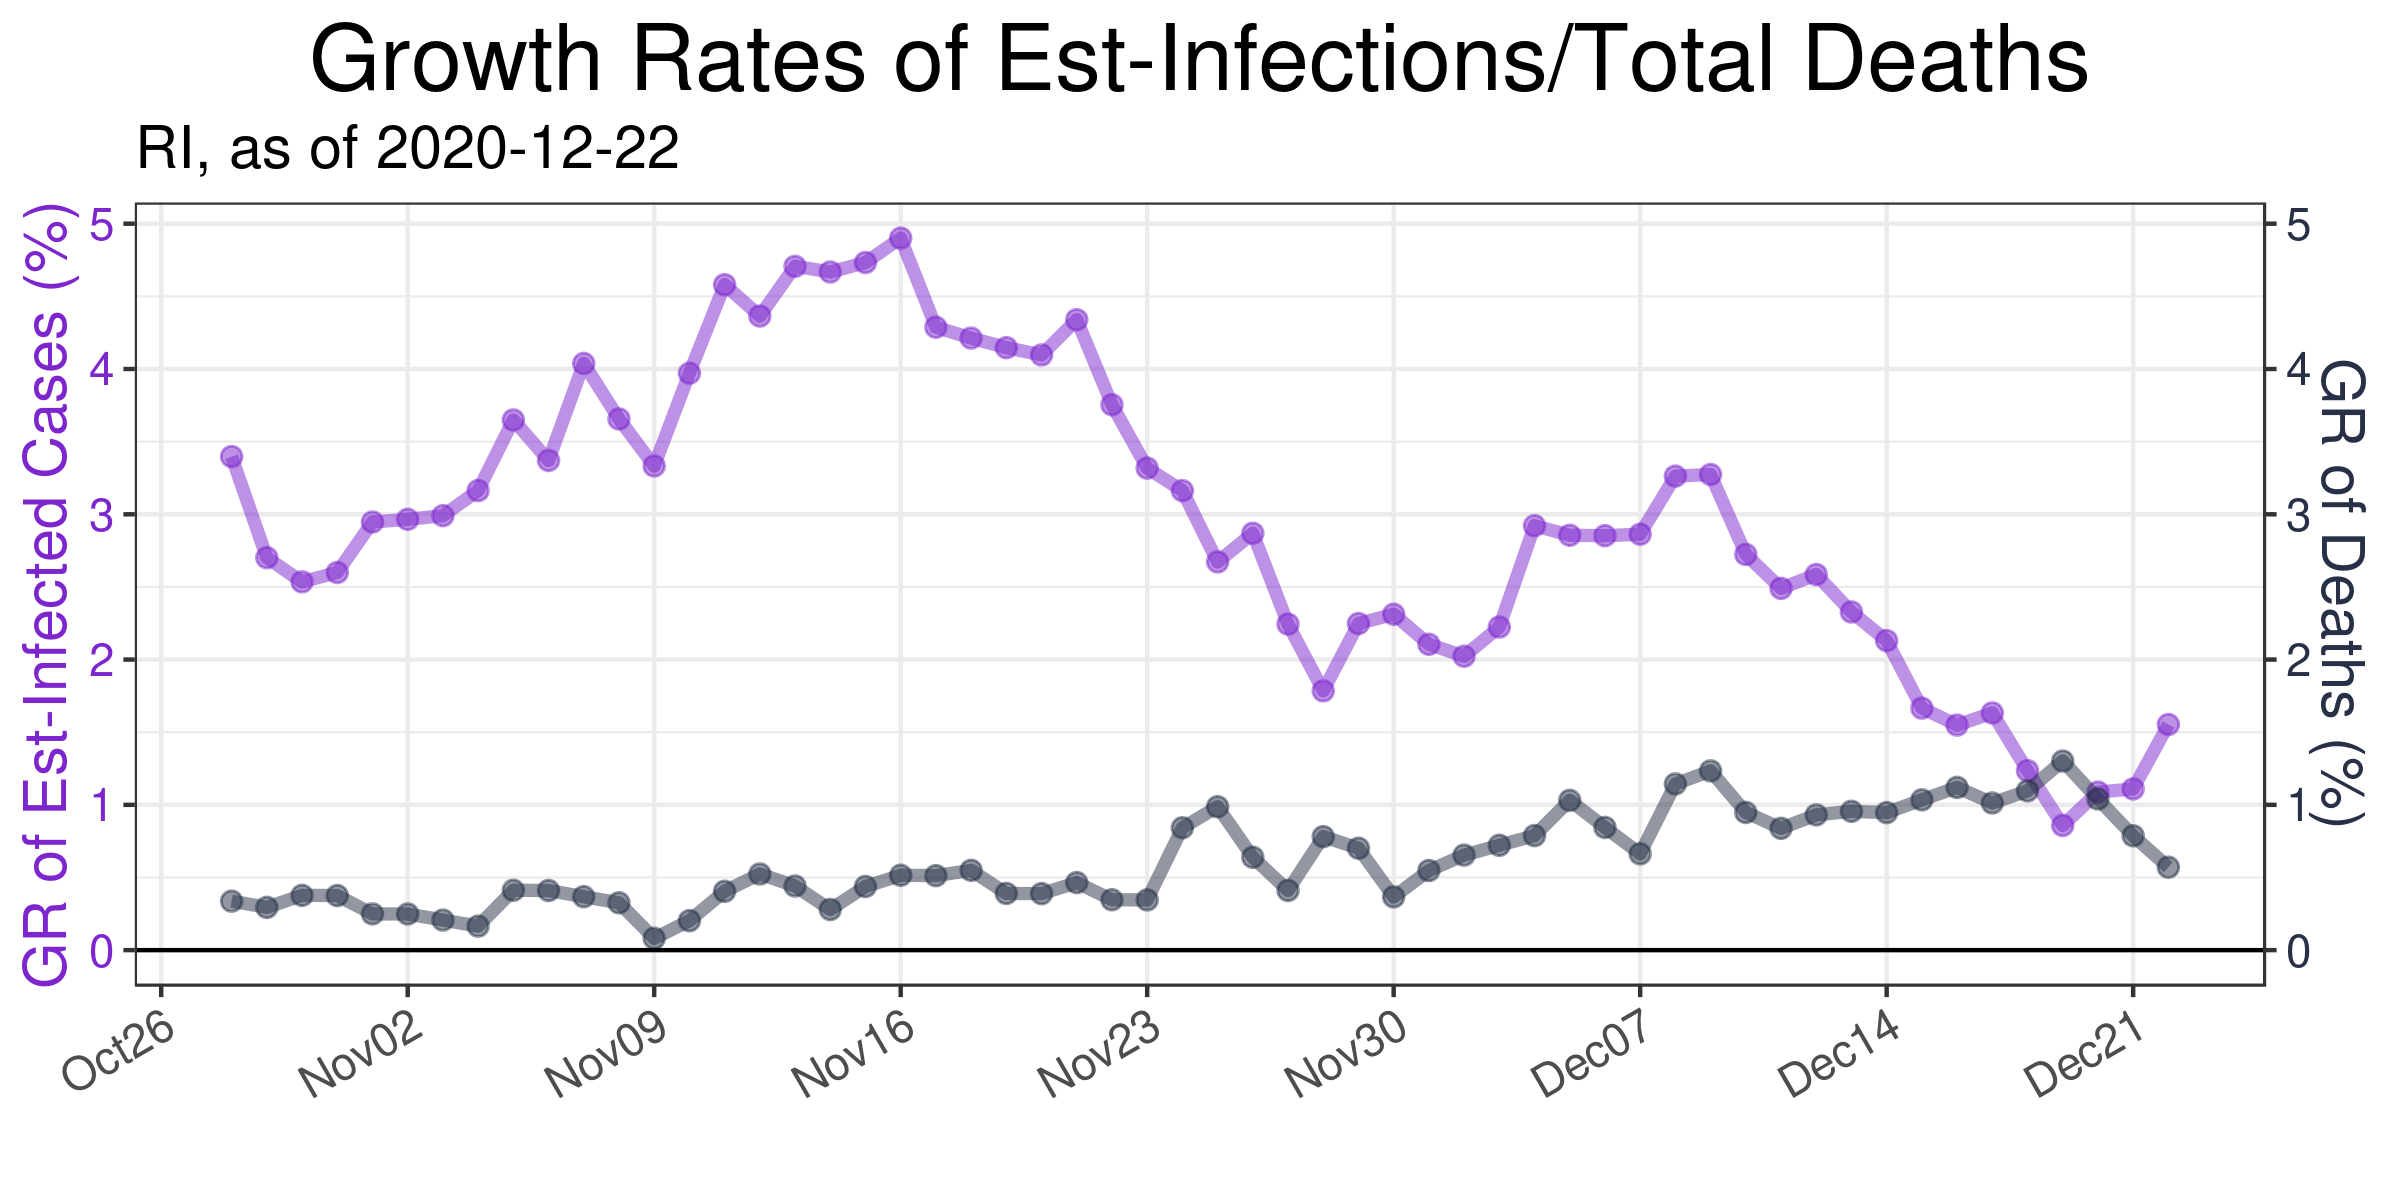 Growth Rates of Est-Infections/Total Deaths
RI, as of 2020-12-22
GR of Est-Infected Cases (%)
5
4
3
2
1
0
5
4
3
2
1
0
GR of Deaths (%)
Oct26
Nov02
Nov09
Nov16
Nov23
Nov30
Dec07
Dec14
Dec21